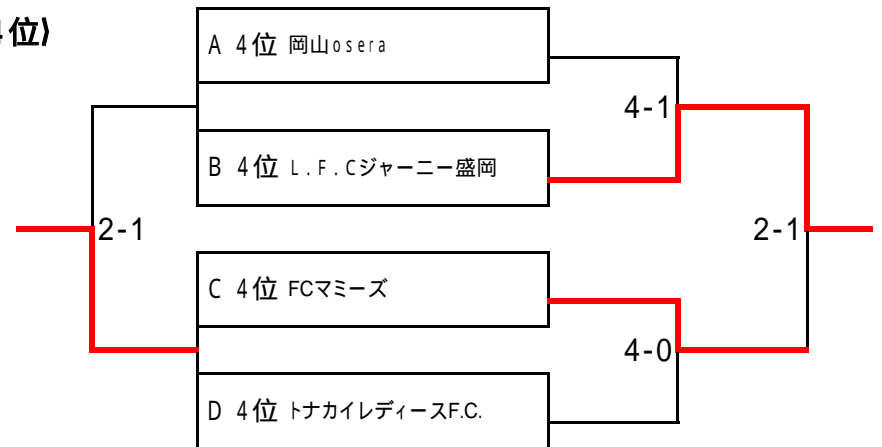 4位)
A 4位 岡山osera
4-1
B 4位 L.F.Cジャーニー盛岡
2-1
2-1
C 4位 FCマミーズ
4-0
D 4位 トナカイレディースF.C.